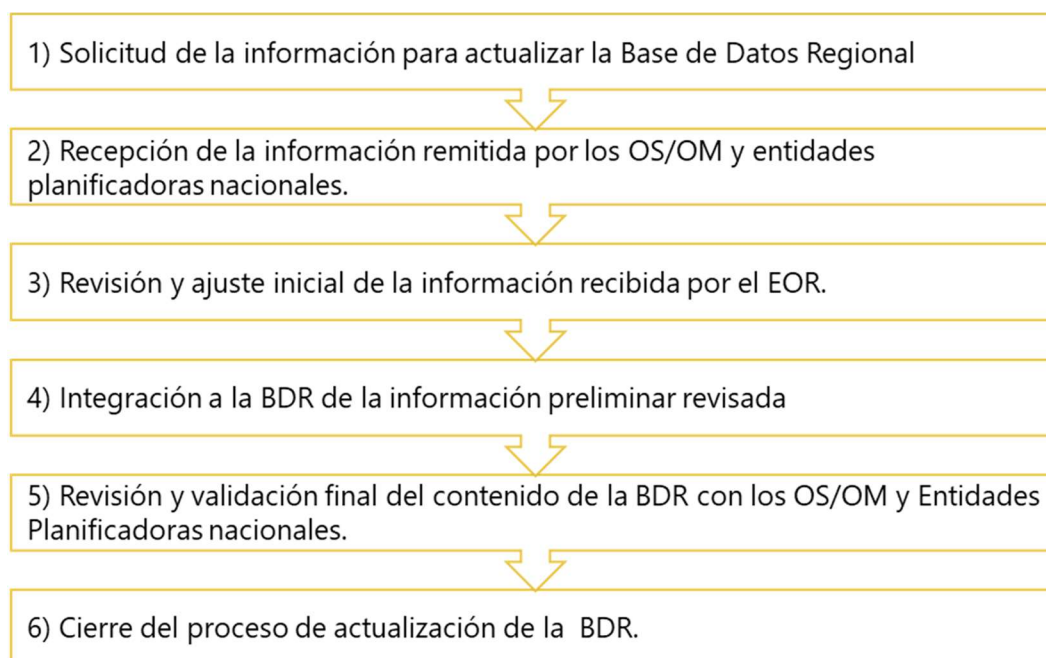 1) Solicitud de la información para actualizar la Base de Datos Regional
2) Recepción de la información remitida por los OS/OM y entidades
planificadoras nacionales.
3) Revisión y ajuste inicial de la información recibida por el EOR.
4) Integración a la BDR de la información preliminar revisada
5) Revisión y validación final del contenido de la BDR con los OS/OM y Entidades
Planificadoras nacionales.
6) Cierre del proceso de actualización de la BDR.